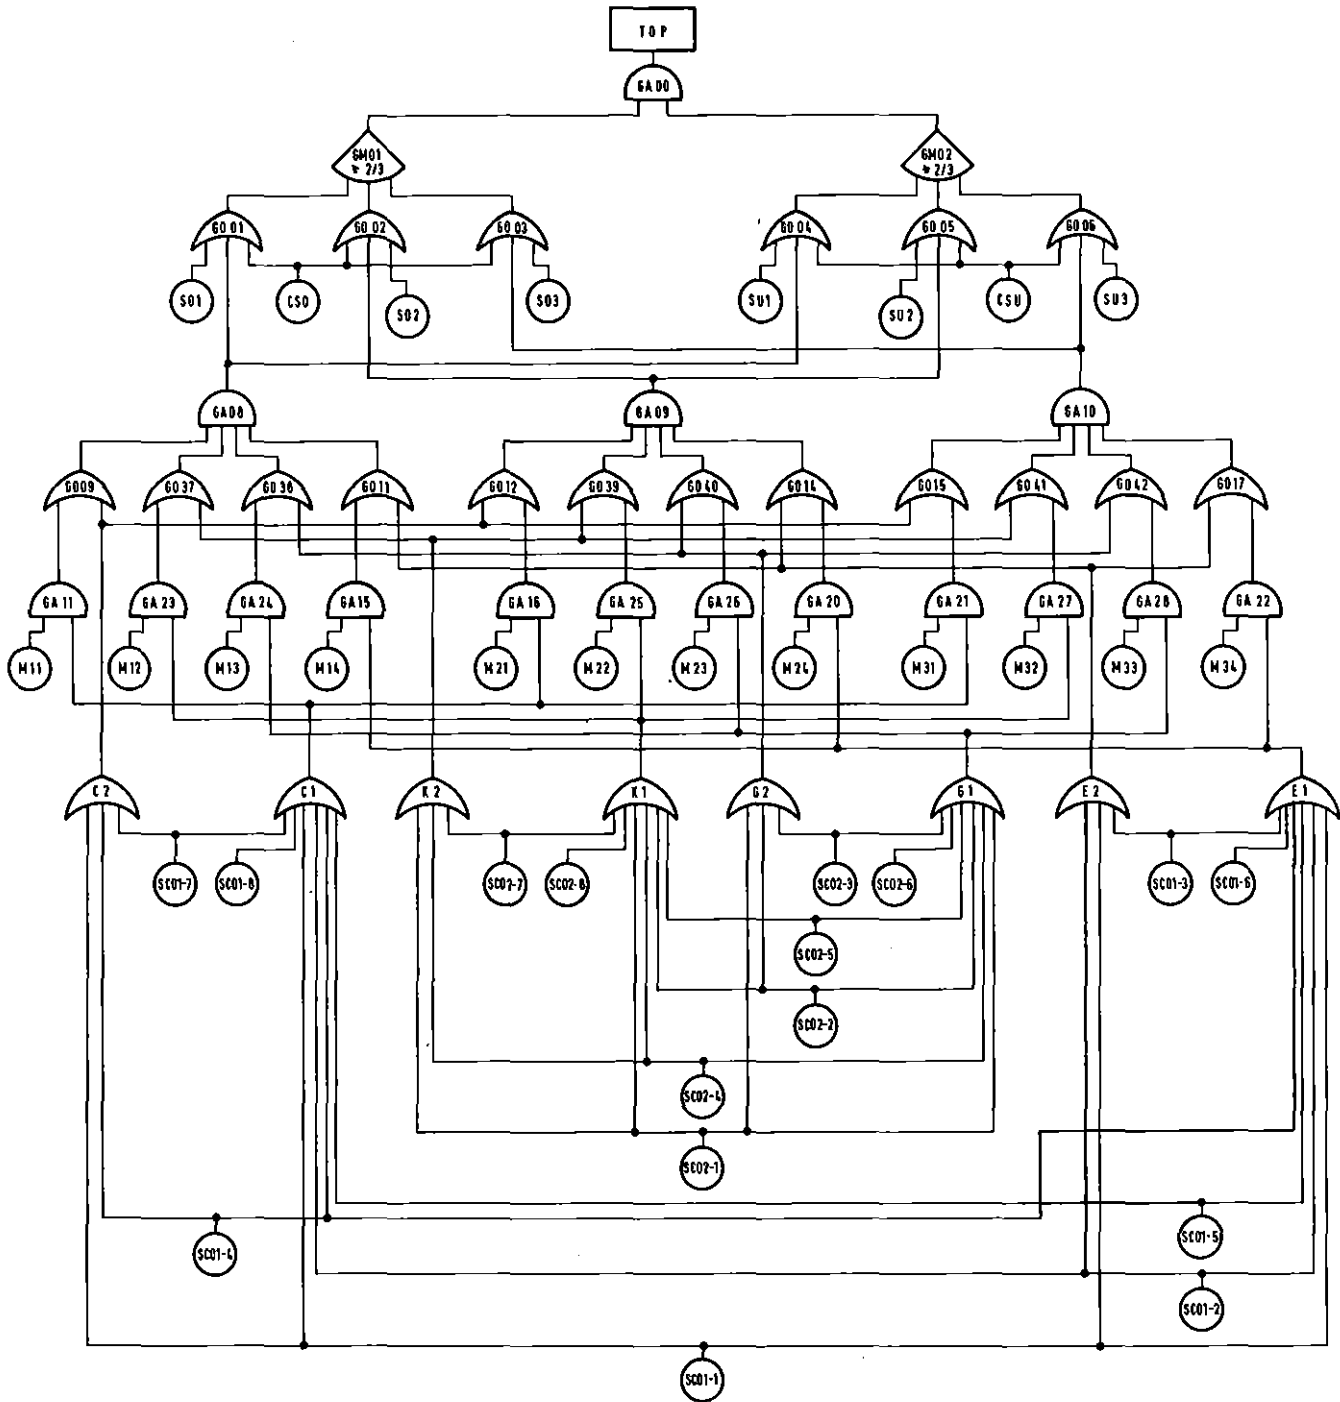 TOP
GA00
GM01
≥ 2/3
GM02
≥ 2/3
GO01
GO02
GO03
GO04
GO05
GO06
SO1
CSO
SO2
SO3
SU1
SU2
CSU
SU3
GA08
GA09
GA10
GO09
GO37
GO38
GO11
GO12
GO39
GO40
GO14
GO15
GO41
GO42
GO17
GA11
GA23
GA24
GA15
GA16
GA25
GA26
GA20
GA21
GA27
GA28
GA22
M11
M12
M13
M14
M21
M22
M23
M24
M31
M32
M33
M34
C2
C1
K2
K1
G2
G1
E2
E1
SC01-7
SC01-8
SC02-7
SC02-8
SC02-3
SC02-6
SC01-3
SC01-6
SC02-5
SC02-2
SC02-4
SC02-1
SC01-5
SC01-4
SC01-2
SC01-1